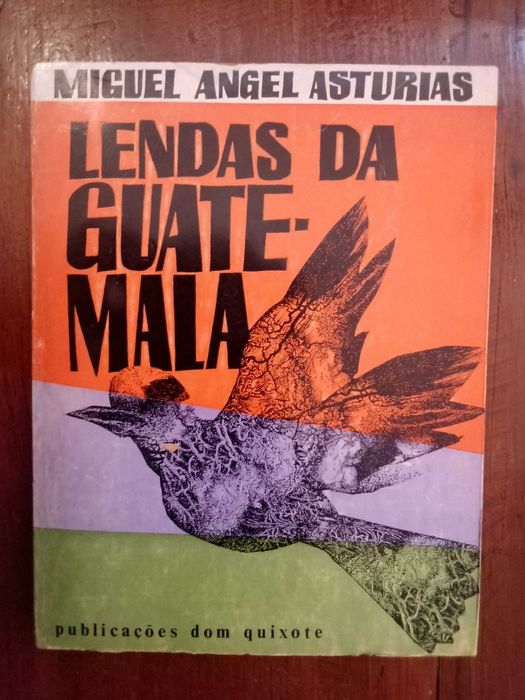 MIGUEL ANGEL ASTURIAS
LENDAS DA
GUATE-
MALA
publicações dom quixote